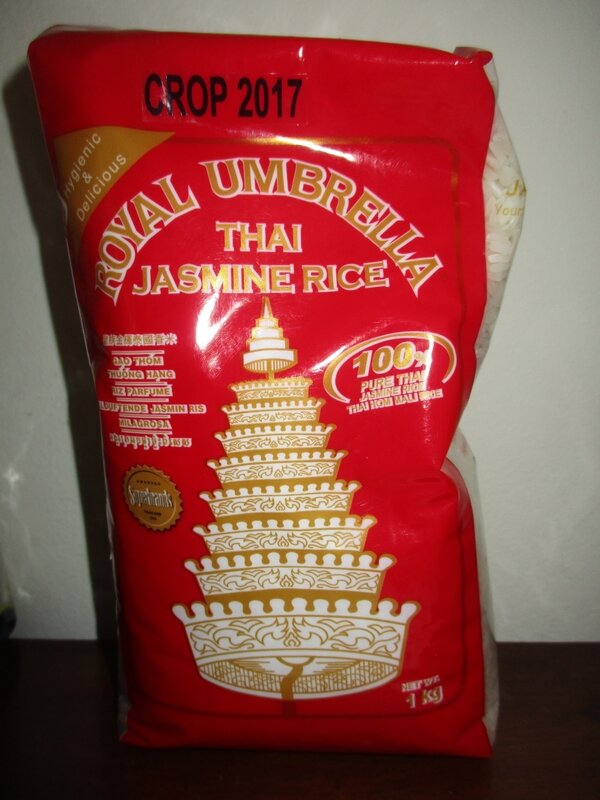 CROP 2017
Hygienic
&
Delicious
ROYAL UMBRELLA
THAI
JASMINE RICE
GẠO THƠM
THƯỢNG HẠNG
RIZ PARFUMÉ
DUFTENDE JASMIN RIS
MILAGROSA
100%
PURE THAI
JASMINE RICE
THAI HOM MALI RICE
Superbrands
NET WT.
1 kg
Your